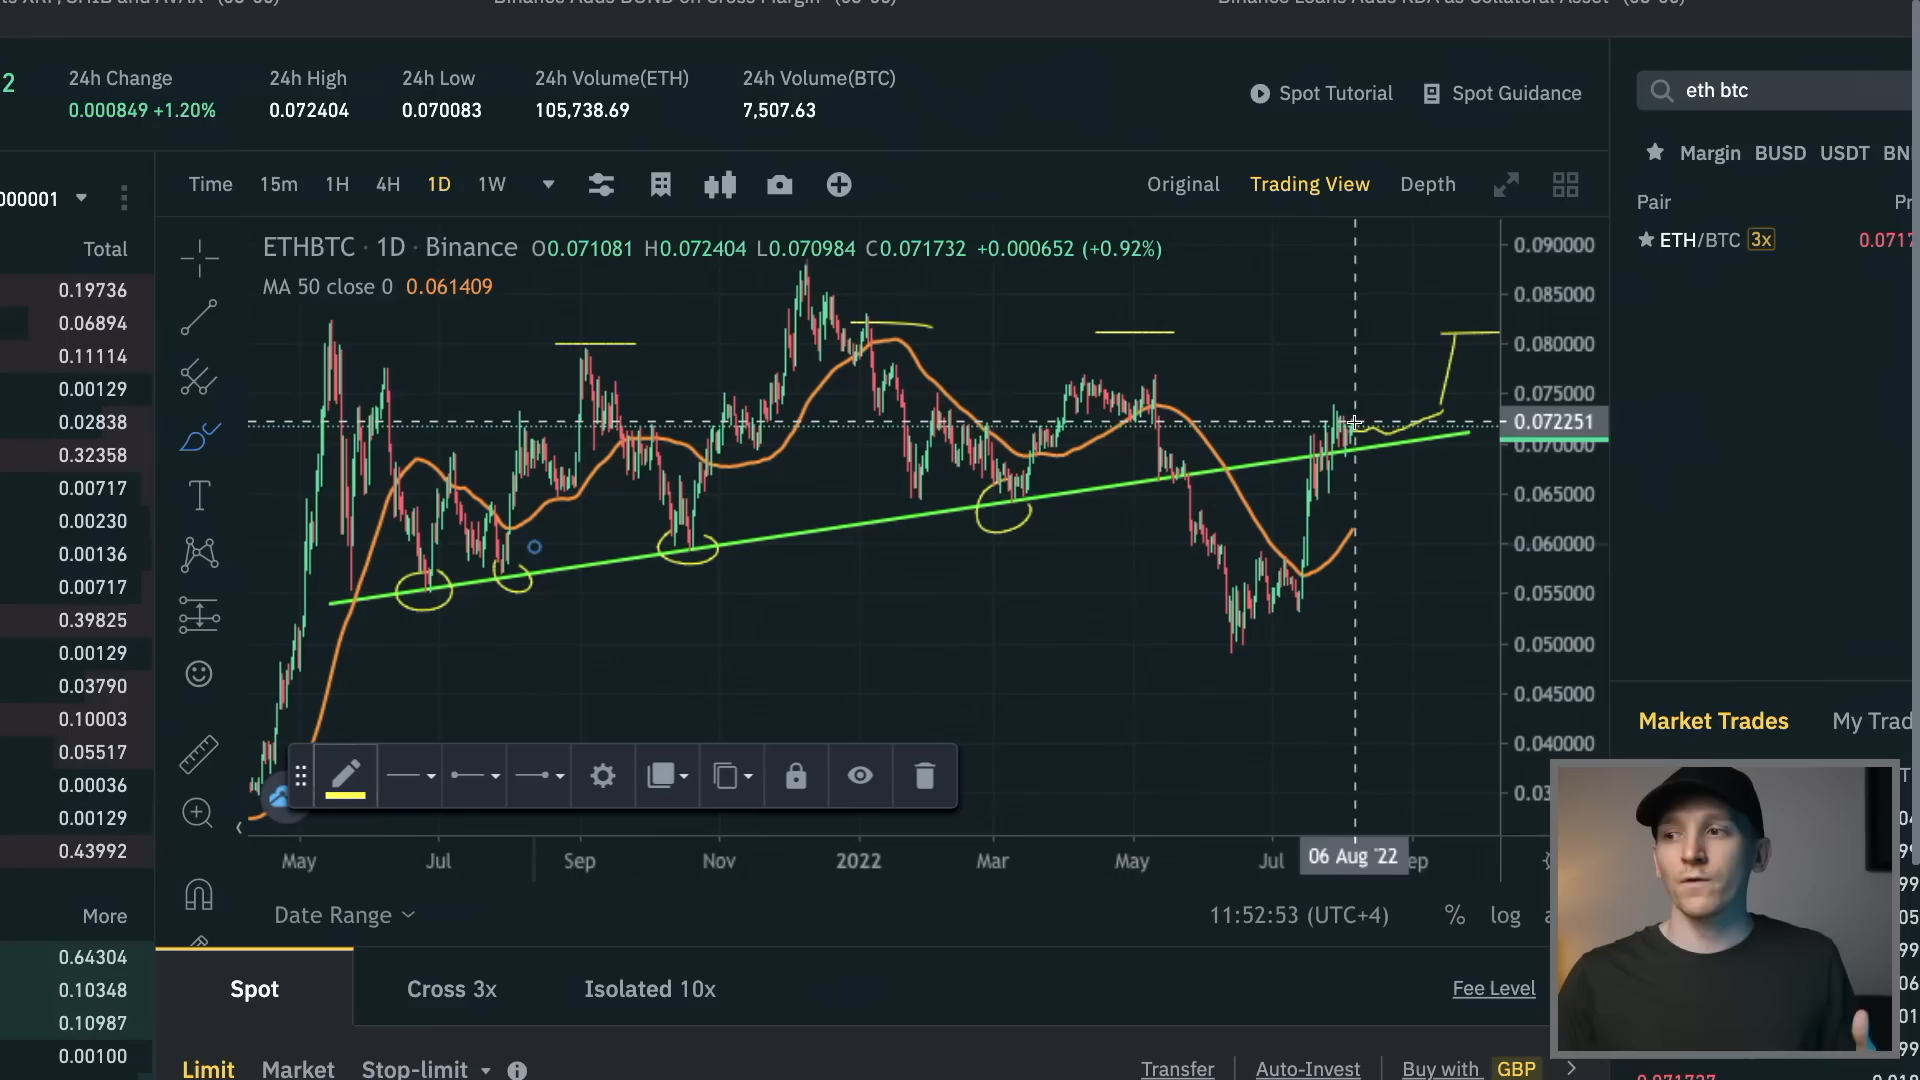 24h Change
24h High
24h Low
24h Volume(ETH)
24h Volume(BTC)
2
0.000849 +1.20%
0.072404
0.070083
105,738.69
7,507.63
Spot Tutorial
Spot Guidance
eth btc
Margin BUSD USDT BN
Pair
ETH/BTC 3x
0.0717
000001
Time 15m 1H 4H 1D 1W
Original Trading View Depth
Total
0.19736
0.06894
0.11114
0.00129
0.02838
0.32358
0.00717
0.00230
0.00136
0.00717
0.39825
0.00129
0.03790
0.10003
0.05517
0.00036
0.00129
0.43992
More
0.64304
0.10348
0.10987
0.00100
ETHBTC · 1D · Binance O0.071081 H0.072404 L0.070984 C0.071732 +0.000652 (+0.92%)
MA 50 close 0 0.061409
0.090000
0.085000
0.080000
0.075000
0.072251
0.070000
0.065000
0.060000
0.055000
0.050000
0.045000
0.040000
0.03
May Jul Sep Nov 2022 Mar May Jul 06 Aug '22 ep
Date Range
11:52:53 (UTC+4)
% log a
Market Trades
My Trad
Spot
Cross 3x
Isolated 10x
Fee Level
Limit Market Stop-limit
Transfer
Auto-Invest
Buy with GBP